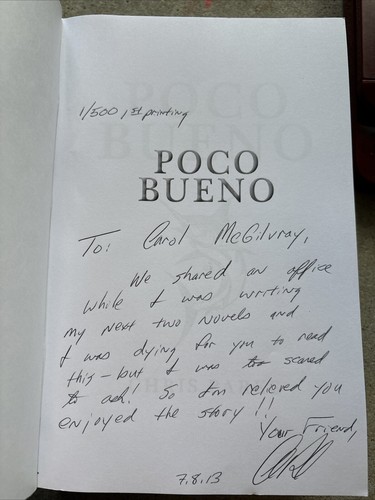 1/500 1st printing
POCO
BUENO
To: Carol McGilvray,
We shared an office
while I was writing
my next two novels and
I was dying for you to read
this - but I was too scared
to ask! So I'm relieved you
enjoyed the story!!
Your Friend,
7.8.13